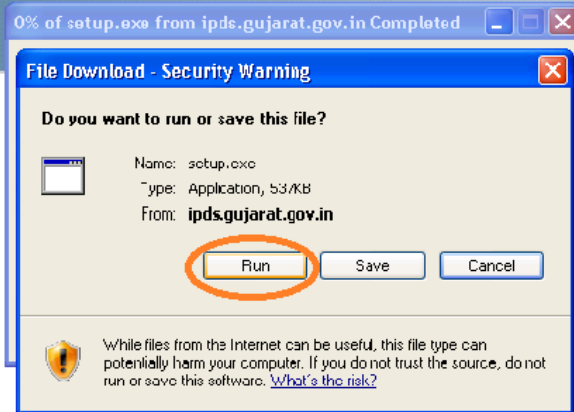 0% of setup.exe from ipds.gujarat.gov.in Completed
File Download - Security Warning
Do you want to run or save this file?
Name: setup.exe
Type: Application, 537KB
From: ipds.gujarat.gov.in
Run Save Cancel
While files from the Internet can be useful, this file type can
potentially harm your computer. If you do not trust the source, do not
run or save this software. What's the risk?